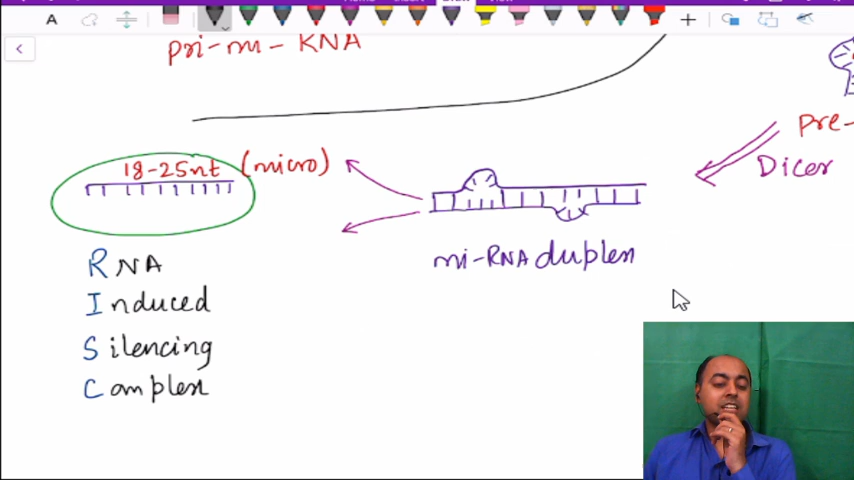 pri-mi-RNA
18-25nt (micro)
pre-
Dicer
mi-RNA duplex
RNA
Induced
Silencing
Complex